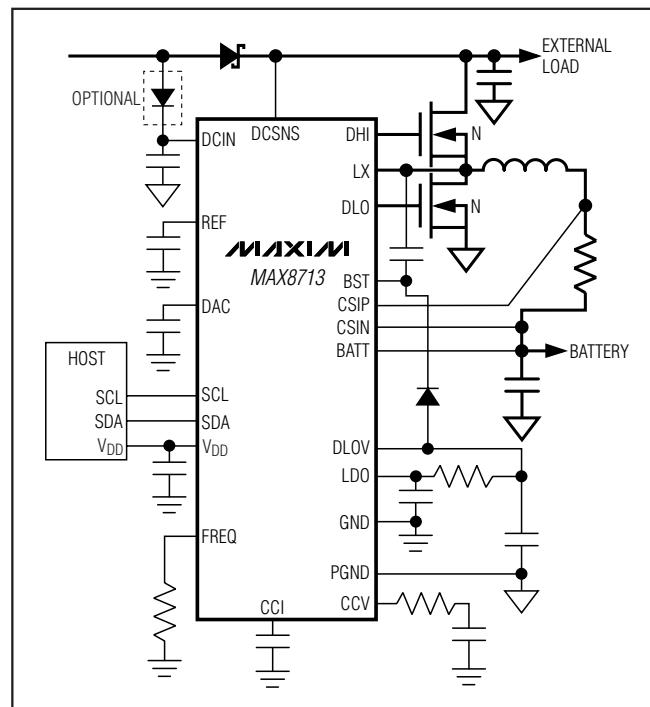 EXTERNAL
LOAD
OPTIONAL
DCIN
DCSNS
DHI
N
LX
DLO
N
REF
MAXIM
MAX8713
BST
DAC
CSIP
CSIN
BATT
BATTERY
HOST
SCL
SCL
SDA
SDA
VDD
VDD
DLOV
LDO
GND
FREQ
PGND
CCI
CCV